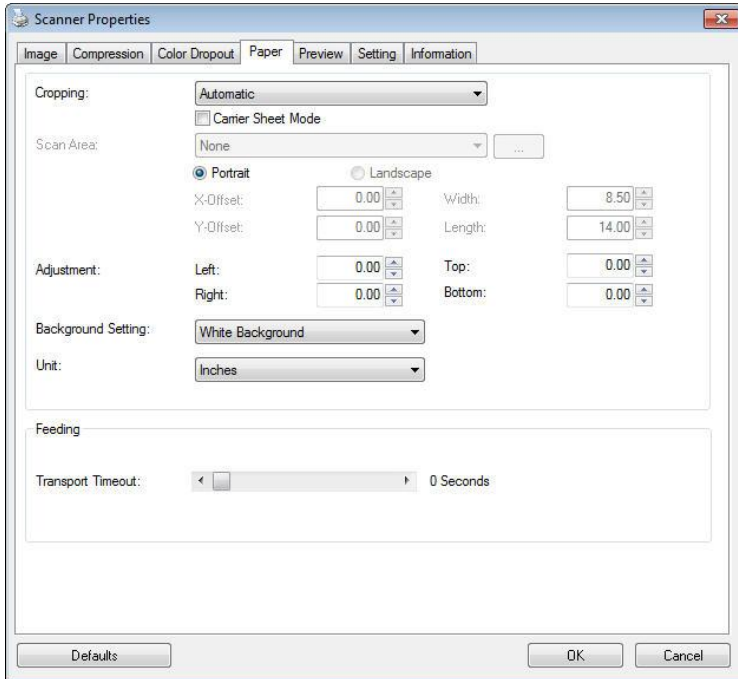 Scanner Properties
Image Compression Color Dropout Paper Preview Setting Information
Cropping: Automatic
Carrier Sheet Mode
Scan Area: None ...
Portrait Landscape
X-Offset: 0.00 Width: 8.50
Y-Offset: 0.00 Length: 14.00
Adjustment: Left: 0.00 Top: 0.00
Right: 0.00 Bottom: 0.00
Background Setting: White Background
Unit: Inches
Feeding
Transport Timeout: 0 Seconds
Defaults OK Cancel